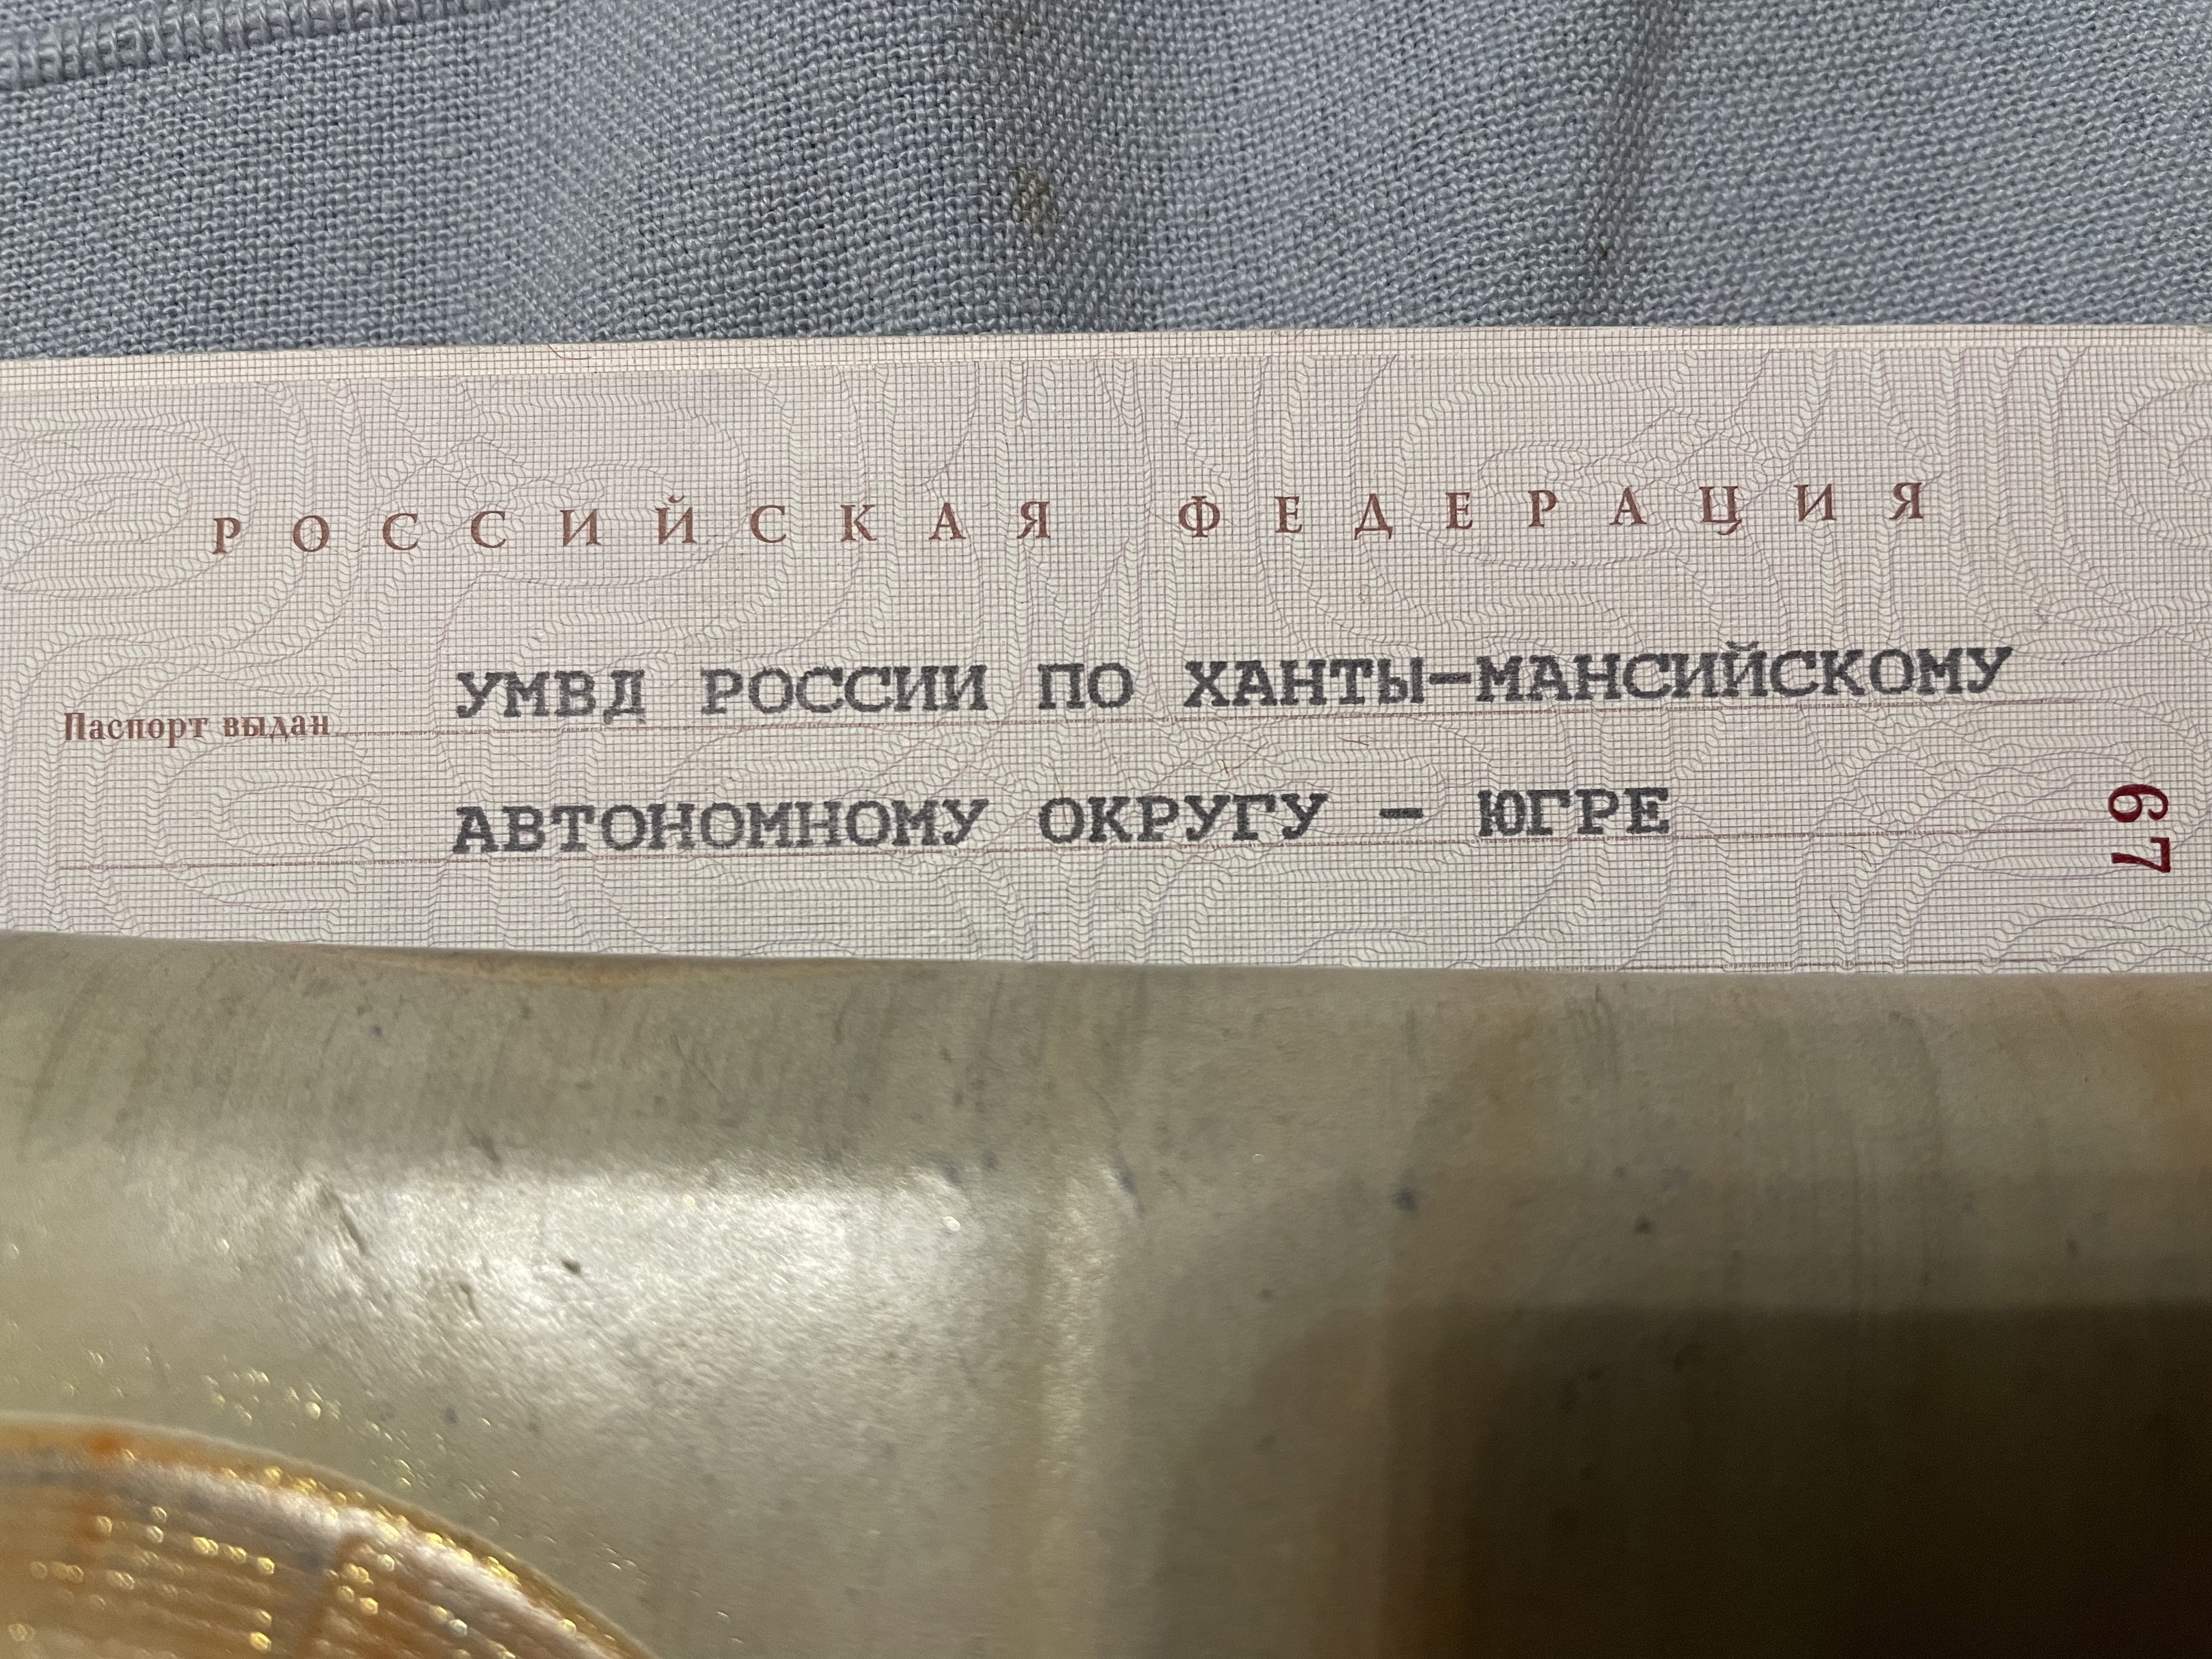 РОССИЙСКАЯ ФЕДЕРАЦИЯ
Паспорт выдан УМВД РОССИИ ПО ХАНТЫ-МАНСИЙСКОМУ
АВТОНОМНОМУ ОКРУГУ - ЮГРЕ
67